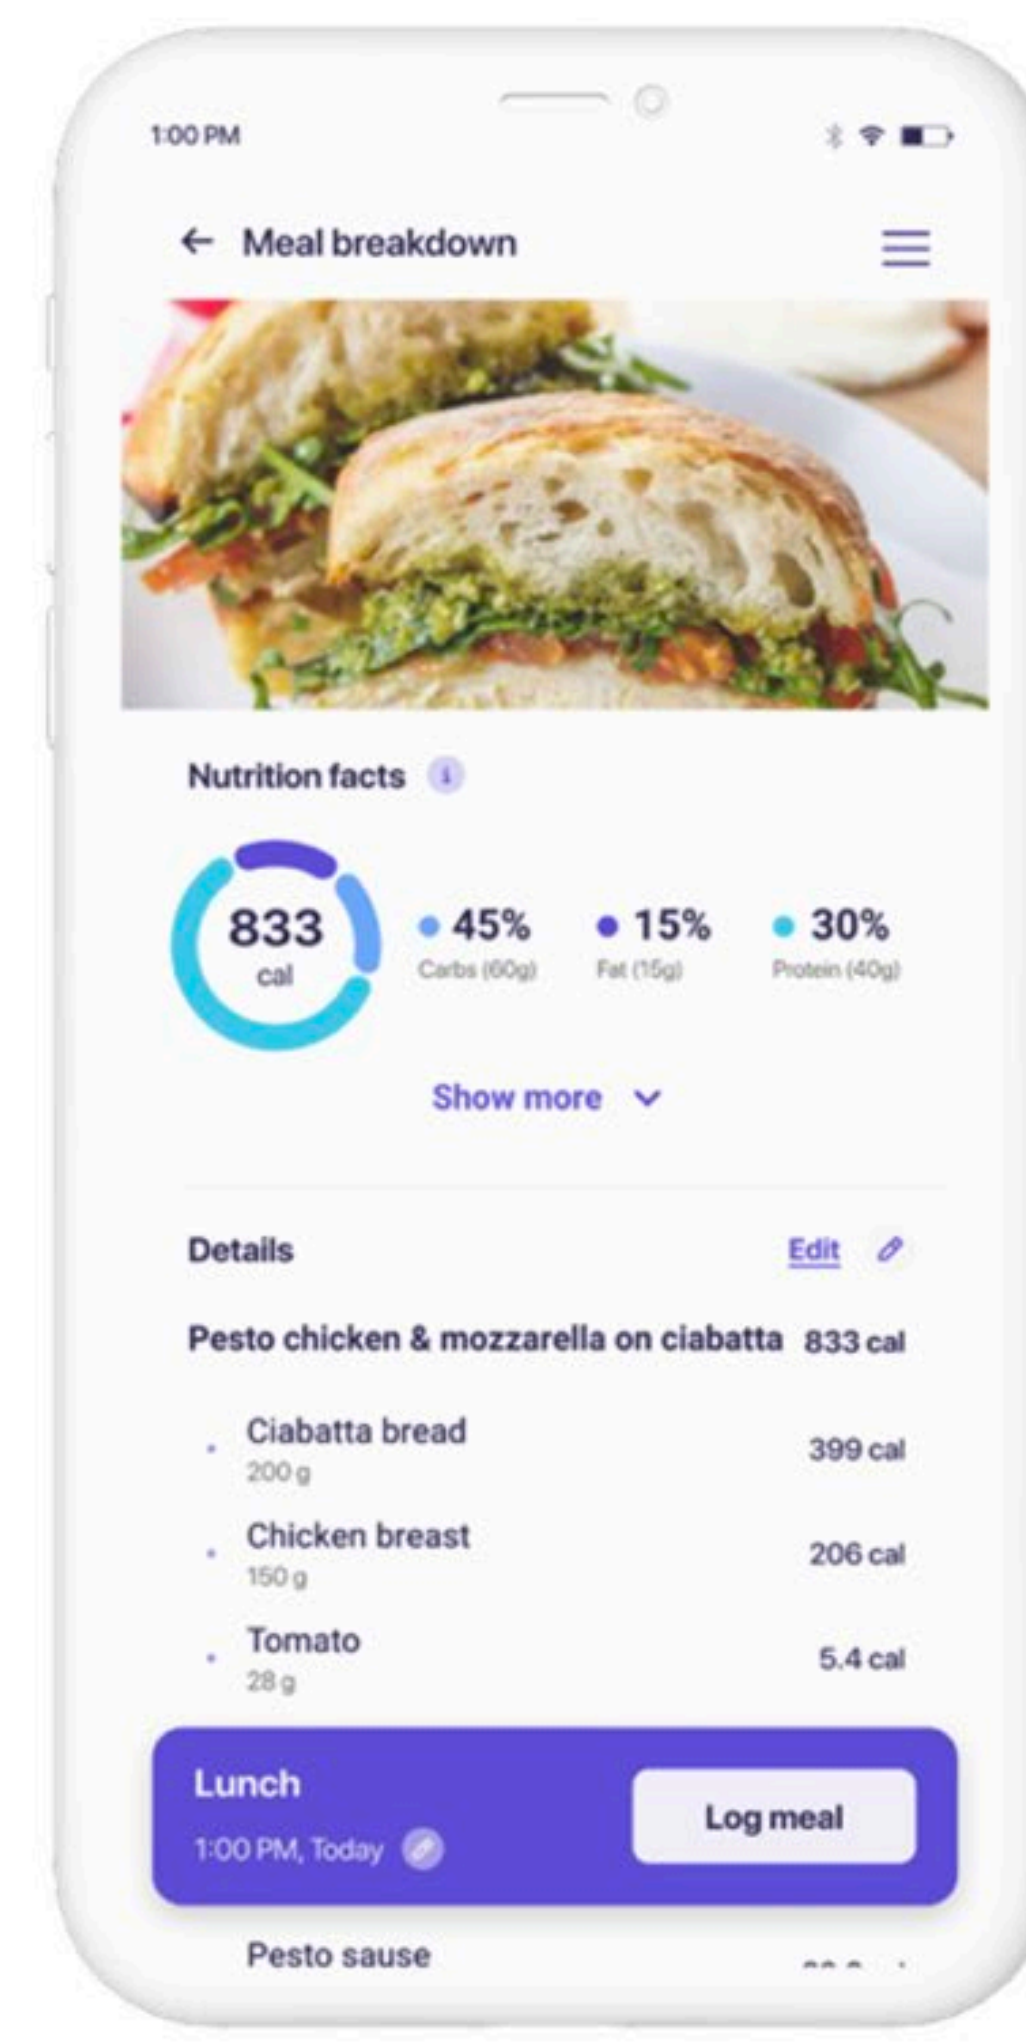 1:00 PM
Meal breakdown
Nutrition facts i
833
cal
45%
Carbs (60g)
15%
Fat (15g)
30%
Protein (40g)
Show more
Details
Edit
Pesto chicken & mozzarella on ciabatta 833 cal
Ciabatta bread
200 g
399 cal
Chicken breast
150 g
206 cal
Tomato
28 g
5.4 cal
Lunch
1:00 PM, Today
Log meal
Pesto sause